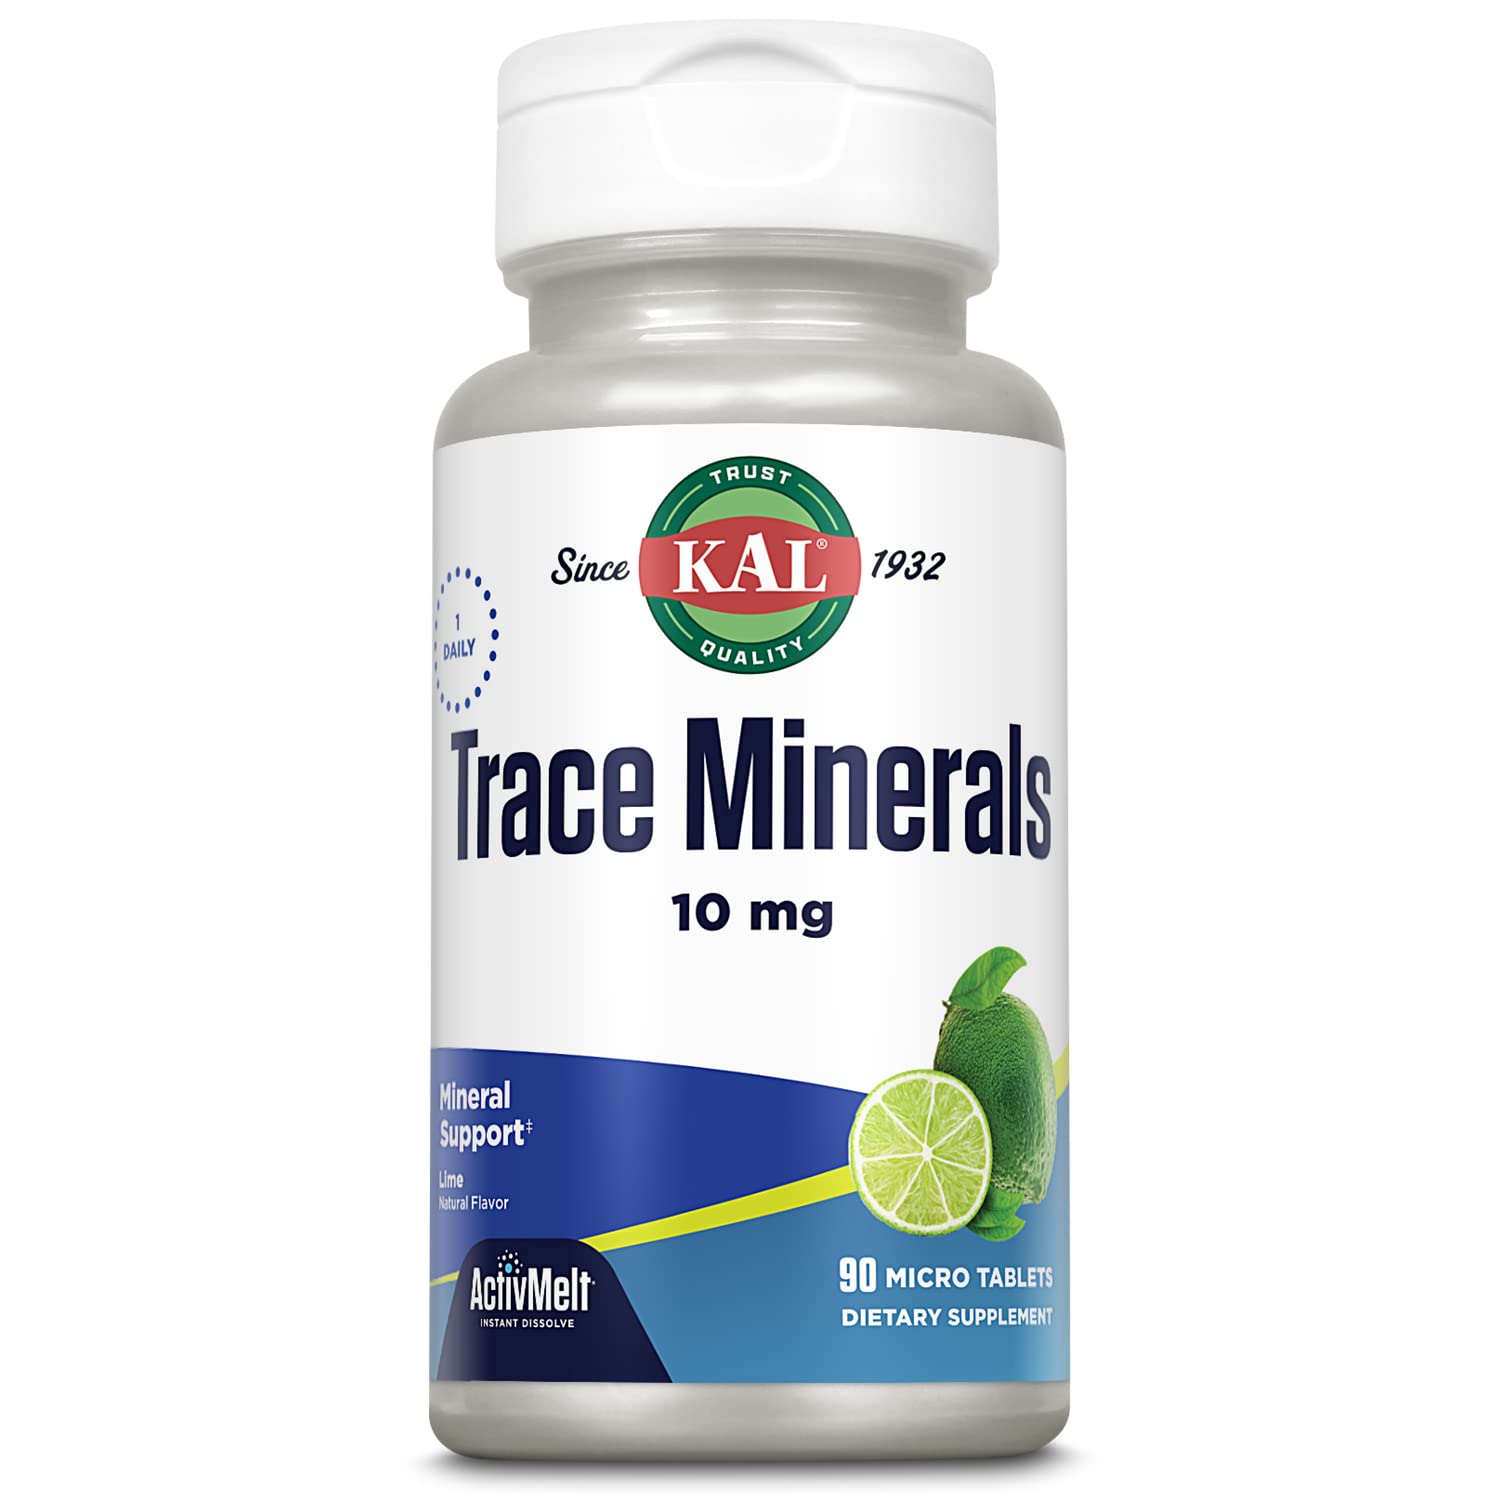 TRUST
Since KAL® 1932
QUALITY
1
DAILY
Trace Minerals
10 mg
Mineral
Support‡
Lime
Natural Flavor
ActivMelt
INSTANT DISSOLVE
90 MICRO TABLETS
DIETARY SUPPLEMENT